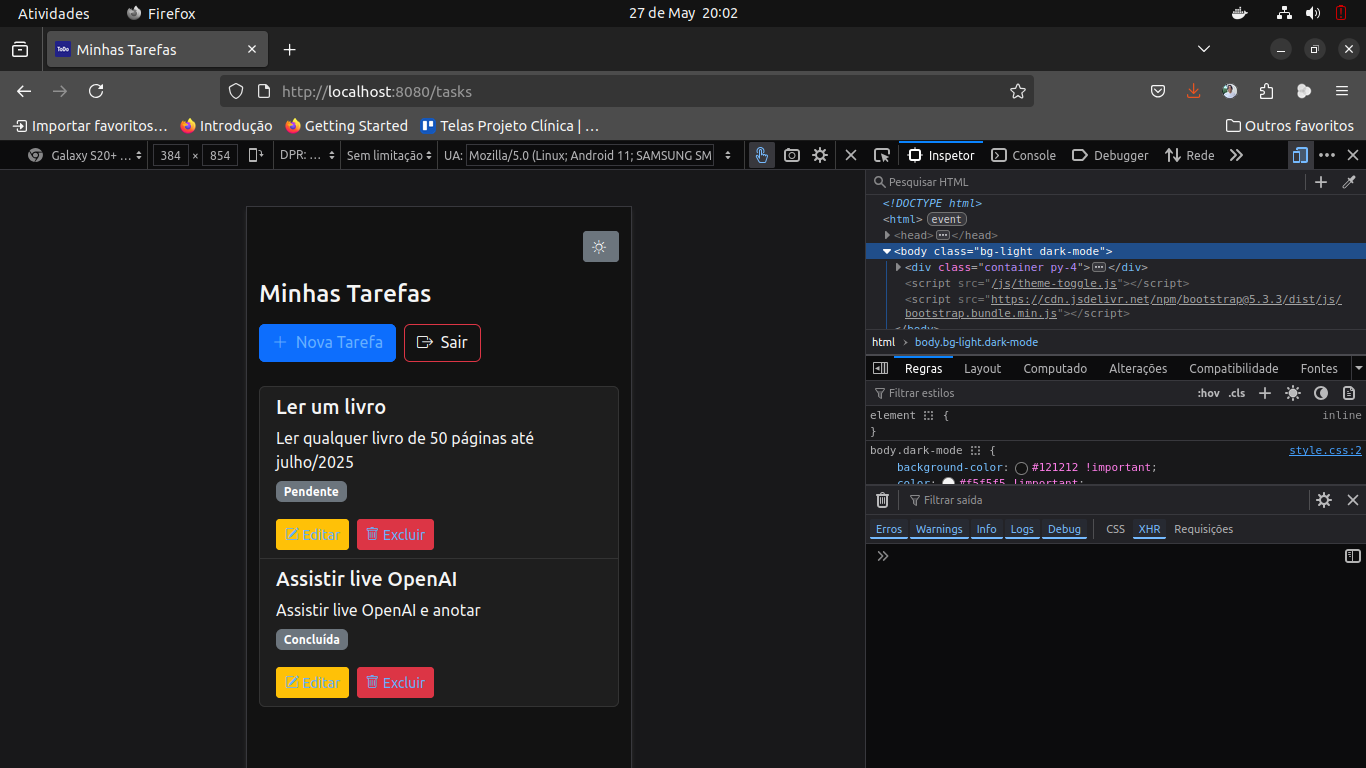 Atividades Firefox 27 de May 20:02
ToDo Minhas Tarefas
http://localhost:8080/tasks
Importar favoritos… Introdução Getting Started Telas Projeto Clínica | … Outros favoritos
Galaxy S20+ ... 384 × 854 DPR: ... Sem limitação UA: Mozilla/5.0 (Linux; Android 11; SAMSUNG SM
Inspetor Console Debugger Rede
Pesquisar HTML
<!DOCTYPE html>
<html> event
<head> </head>
<body class="bg-light dark-mode">
<div class="container py-4"> </div>
<script src="/js/theme-toggle.js"></script>
<script src="https://cdn.jsdelivr.net/npm/bootstrap@5.3.3/dist/js/
bootstrap.bundle.min.js"></script>
</body>
html › body.bg-light.dark-mode
Regras Layout Computado Alterações Compatibilidade Fontes
Filtrar estilos :hov .cls
element { inline
}
body.dark-mode { style.css:2
background-color: #121212 !important;
color: #f5f5f5 !important;
Filtrar saída
Erros Warnings Info Logs Debug CSS XHR Requisições
Minhas Tarefas
Nova Tarefa Sair
Ler um livro
Ler qualquer livro de 50 páginas até
julho/2025
Pendente
Editar Excluir
Assistir live OpenAI
Assistir live OpenAI e anotar
Concluída
Editar Excluir